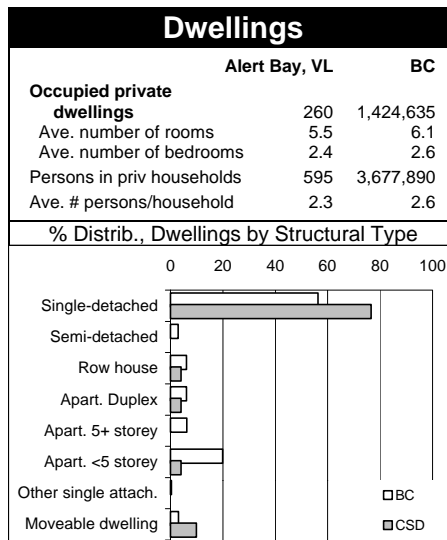 Dwellings
Alert Bay, VL BC
Occupied private
dwellings 260 1,424,635
Ave. number of rooms 5.5 6.1
Ave. number of bedrooms 2.4 2.6
Persons in priv households 595 3,677,890
Ave. # persons/household 2.3 2.6
% Distrib., Dwellings by Structural Type
0 20 40 60 80 100
Single-detached
Semi-detached
Row house
Apart. Duplex
Apart. 5+ storey
Apart. <5 storey
Other single attach.
BC
Moveable dwelling
CSD